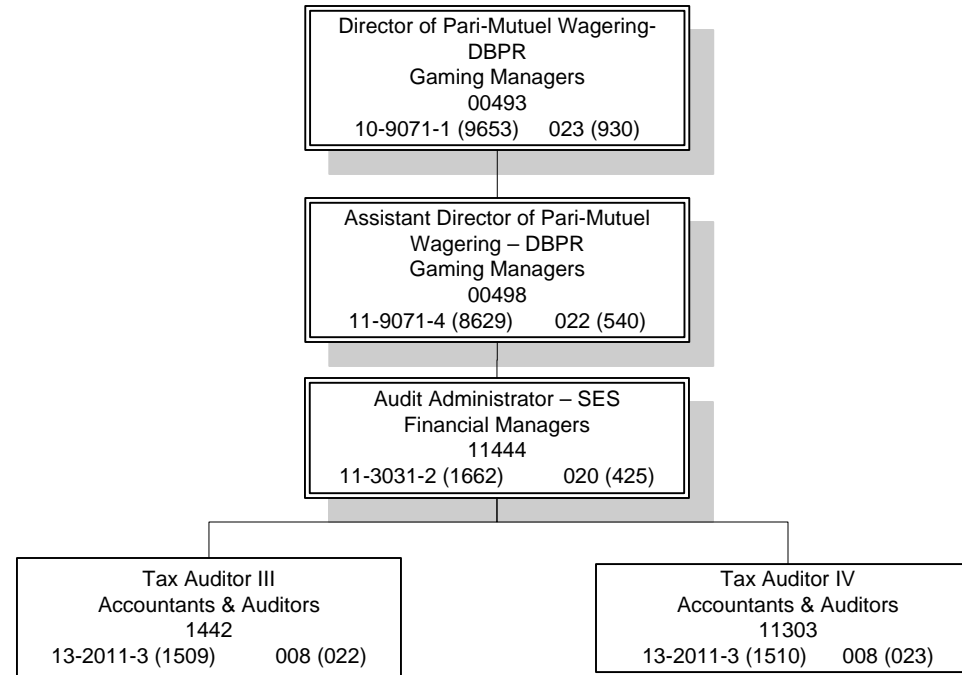 Director of Pari-Mutuel Wagering-
DBPR
Gaming Managers
00493
10-9071-1 (9653) 023 (930)
Assistant Director of Pari-Mutuel
Wagering – DBPR
Gaming Managers
00498
11-9071-4 (8629) 022 (540)
Audit Administrator – SES
Financial Managers
11444
11-3031-2 (1662) 020 (425)
Tax Auditor III
Accountants & Auditors
1442
13-2011-3 (1509) 008 (022)
Tax Auditor IV
Accountants & Auditors
11303
13-2011-3 (1510) 008 (023)